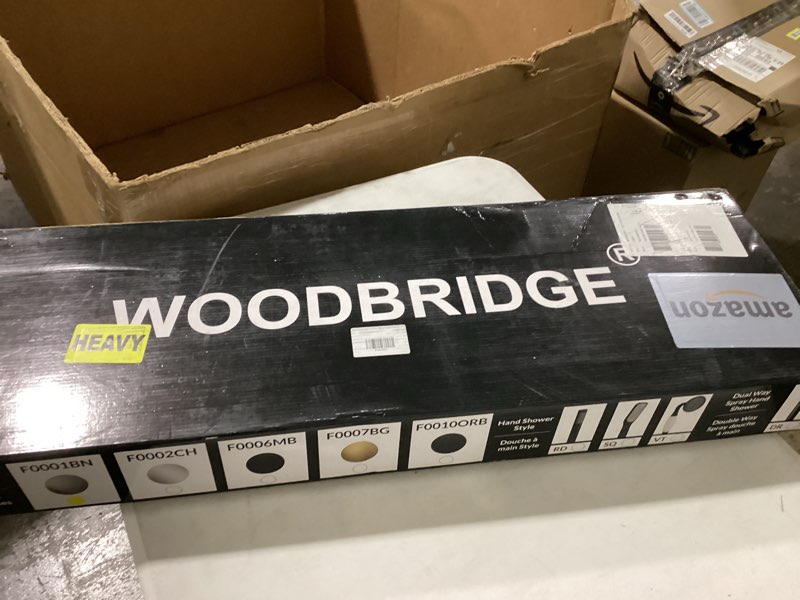 WOODBRIDGE®
HEAVY
amazon
F0001BN
F0002CH
F0006MB
F0007BG
F0010ORB
Hand Shower
Style
Douche à
main Style
RD
SQ
VT
Dual Way
Spray Hand
Shower
Double Way
Spray douche
à main
DR